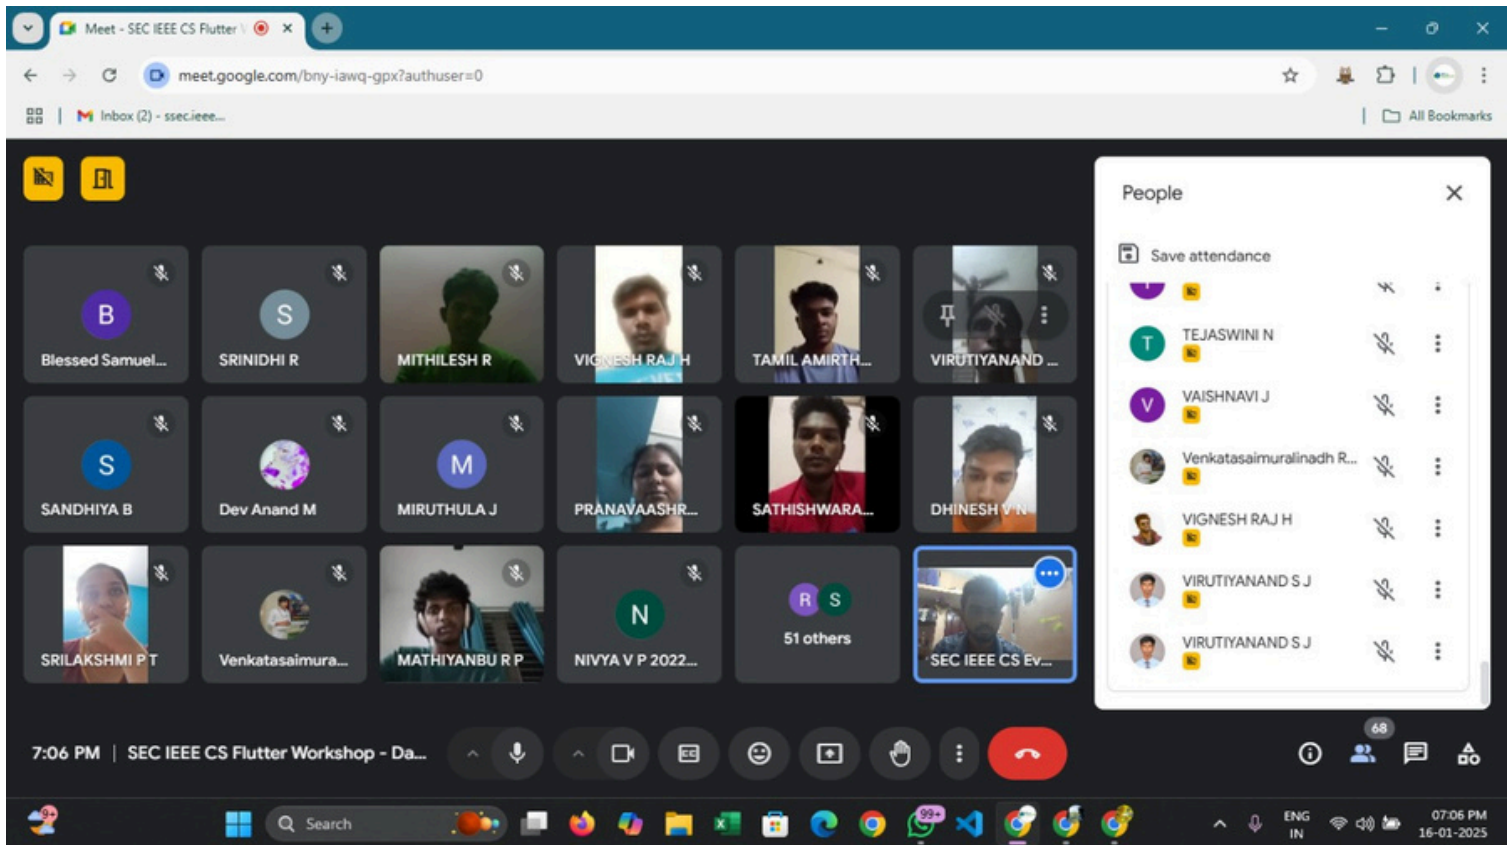 Meet - SEC IEEE CS Flutter
meet.google.com/bny-iawq-gpx?authuser=0
Inbox (2) - ssec.ieee...
All Bookmarks
People
Save attendance
B
Blessed Samuel...
S
SRINIDHI R
MITHILESH R
VIGNESH RAJ H
TAMIL AMIRTH...
VIRUTIYANAND ...
S
SANDHIYA B
Dev Anand M
M
MIRUTHULA J
PRANAVAASHR...
SATHISHWARA...
DHINESH V N
SRILAKSHMI P T
Venkatasaimura...
MATHIYANBU R P
N
NIVYA V P 2022...
R S
51 others
SEC IEEE CS Ev...
T
TEJASWINI N
V
VAISHNAVI J
Venkatasaimuralinadh R...
VIGNESH RAJ H
VIRUTIYANAND S J
VIRUTIYANAND S J
7:06 PM | SEC IEEE CS Flutter Workshop - Da...
CC
68
9+
Search
99+
ENG
IN
07:06 PM
16-01-2025